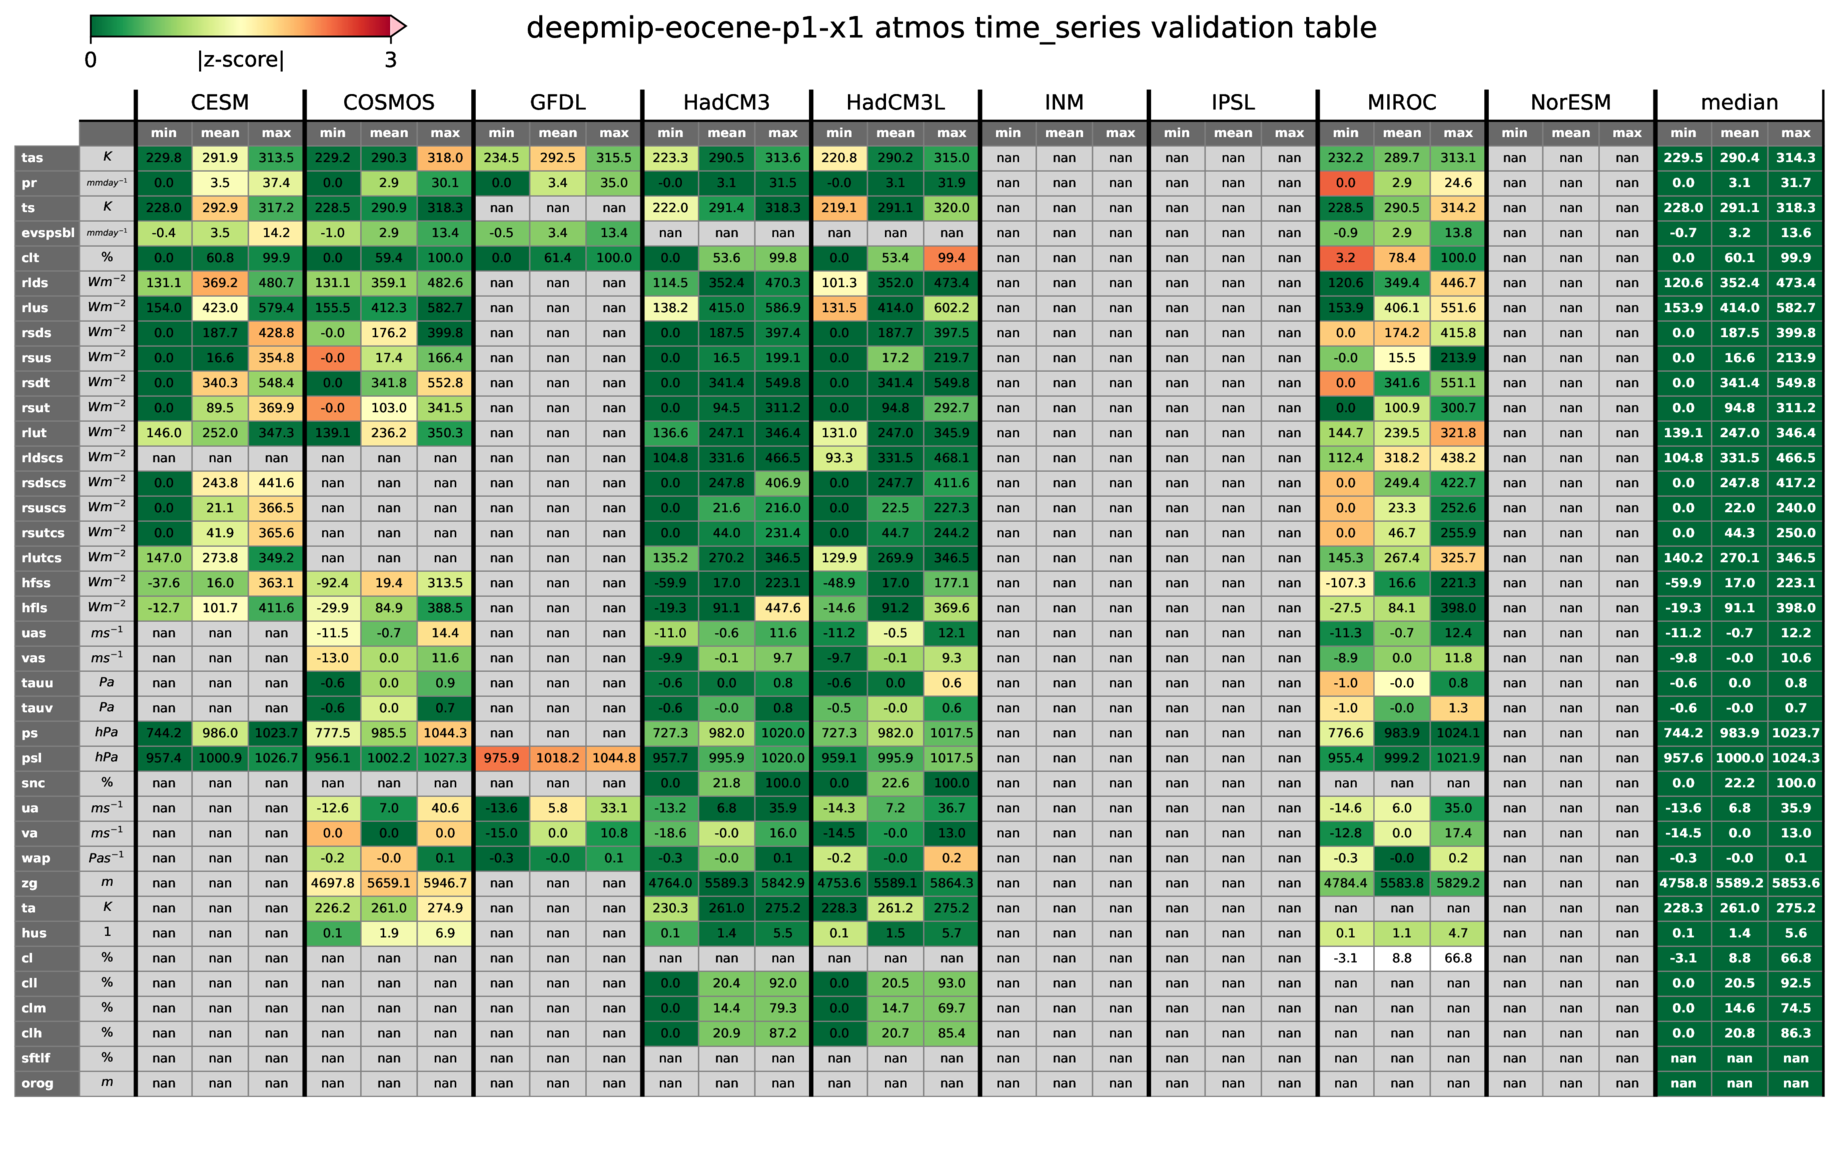 deepmip-eocene-p1-x1 atmos time_series validation table
0 |z-score| 3
CESM COSMOS GFDL HadCM3 HadCM3L INM IPSL MIROC NorESM median
min mean max min mean max min mean max min mean max min mean max min mean max min mean max min mean max min mean max min mean max
tas K 229.8 291.9 313.5 229.2 290.3 318.0 234.5 292.5 315.5 223.3 290.5 313.6 220.8 290.2 315.0 nan nan nan nan nan nan 232.2 289.7 313.1 nan nan nan 229.5 290.4 314.3
pr mmday−1 0.0 3.5 37.4 0.0 2.9 30.1 0.0 3.4 35.0 -0.0 3.1 31.5 -0.0 3.1 31.9 nan nan nan nan nan nan 0.0 2.9 24.6 nan nan nan 0.0 3.1 31.7
ts K 228.0 292.9 317.2 228.5 290.9 318.3 nan nan nan 222.0 291.4 318.3 219.1 291.1 320.0 nan nan nan nan nan nan 228.5 290.5 314.2 nan nan nan 228.0 291.1 318.3
evspsbl mmday−1 -0.4 3.5 14.2 -1.0 2.9 13.4 -0.5 3.4 13.4 nan nan nan nan nan nan nan nan nan nan nan nan -0.9 2.9 13.8 nan nan nan -0.7 3.2 13.6
clt % 0.0 60.8 99.9 0.0 59.4 100.0 0.0 61.4 100.0 0.0 53.6 99.8 0.0 53.4 99.4 nan nan nan nan nan nan 3.2 78.4 100.0 nan nan nan 0.0 60.1 99.9
rlds Wm−2 131.1 369.2 480.7 131.1 359.1 482.6 nan nan nan 114.5 352.4 470.3 101.3 352.0 473.4 nan nan nan nan nan nan 120.6 349.4 446.7 nan nan nan 120.6 352.4 473.4
rlus Wm−2 154.0 423.0 579.4 155.5 412.3 582.7 nan nan nan 138.2 415.0 586.9 131.5 414.0 602.2 nan nan nan nan nan nan 153.9 406.1 551.6 nan nan nan 153.9 414.0 582.7
rsds Wm−2 0.0 187.7 428.8 -0.0 176.2 399.8 nan nan nan 0.0 187.5 397.4 0.0 187.7 397.5 nan nan nan nan nan nan 0.0 174.2 415.8 nan nan nan 0.0 187.5 399.8
rsus Wm−2 0.0 16.6 354.8 -0.0 17.4 166.4 nan nan nan 0.0 16.5 199.1 0.0 17.2 219.7 nan nan nan nan nan nan -0.0 15.5 213.9 nan nan nan 0.0 16.6 213.9
rsdt Wm−2 0.0 340.3 548.4 0.0 341.8 552.8 nan nan nan 0.0 341.4 549.8 0.0 341.4 549.8 nan nan nan nan nan nan 0.0 341.6 551.1 nan nan nan 0.0 341.4 549.8
rsut Wm−2 0.0 89.5 369.9 -0.0 103.0 341.5 nan nan nan 0.0 94.5 311.2 0.0 94.8 292.7 nan nan nan nan nan nan 0.0 100.9 300.7 nan nan nan 0.0 94.8 311.2
rlut Wm−2 146.0 252.0 347.3 139.1 236.2 350.3 nan nan nan 136.6 247.1 346.4 131.0 247.0 345.9 nan nan nan nan nan nan 144.7 239.5 321.8 nan nan nan 139.1 247.0 346.4
rldscs Wm−2 nan nan nan nan nan nan nan nan nan 104.8 331.6 466.5 93.3 331.5 468.1 nan nan nan nan nan nan 112.4 318.2 438.2 nan nan nan 104.8 331.5 466.5
rsdscs Wm−2 0.0 243.8 441.6 nan nan nan nan nan nan 0.0 247.8 406.9 0.0 247.7 411.6 nan nan nan nan nan nan 0.0 249.4 422.7 nan nan nan 0.0 247.8 417.2
rsuscs Wm−2 0.0 21.1 366.5 nan nan nan nan nan nan 0.0 21.6 216.0 0.0 22.5 227.3 nan nan nan nan nan nan 0.0 23.3 252.6 nan nan nan 0.0 22.0 240.0
rsutcs Wm−2 0.0 41.9 365.6 nan nan nan nan nan nan 0.0 44.0 231.4 0.0 44.7 244.2 nan nan nan nan nan nan 0.0 46.7 255.9 nan nan nan 0.0 44.3 250.0
rlutcs Wm−2 147.0 273.8 349.2 nan nan nan nan nan nan 135.2 270.2 346.5 129.9 269.9 346.5 nan nan nan nan nan nan 145.3 267.4 325.7 nan nan nan 140.2 270.1 346.5
hfss Wm−2 -37.6 16.0 363.1 -92.4 19.4 313.5 nan nan nan -59.9 17.0 223.1 -48.9 17.0 177.1 nan nan nan nan nan nan -107.3 16.6 221.3 nan nan nan -59.9 17.0 223.1
hfls Wm−2 -12.7 101.7 411.6 -29.9 84.9 388.5 nan nan nan -19.3 91.1 447.6 -14.6 91.2 369.6 nan nan nan nan nan nan -27.5 84.1 398.0 nan nan nan -19.3 91.1 398.0
uas ms−1 nan nan nan -11.5 -0.7 14.4 nan nan nan -11.0 -0.6 11.6 -11.2 -0.5 12.1 nan nan nan nan nan nan -11.3 -0.7 12.4 nan nan nan -11.2 -0.7 12.2
vas ms−1 nan nan nan -13.0 0.0 11.6 nan nan nan -9.9 -0.1 9.7 -9.7 -0.1 9.3 nan nan nan nan nan nan -8.9 0.0 11.8 nan nan nan -9.8 -0.0 10.6
tauu Pa nan nan nan -0.6 0.0 0.9 nan nan nan -0.6 0.0 0.8 -0.6 0.0 0.6 nan nan nan nan nan nan -1.0 -0.0 0.8 nan nan nan -0.6 0.0 0.8
tauv Pa nan nan nan -0.6 0.0 0.7 nan nan nan -0.6 -0.0 0.8 -0.5 -0.0 0.6 nan nan nan nan nan nan -1.0 -0.0 1.3 nan nan nan -0.6 -0.0 0.7
ps hPa 744.2 986.0 1023.7 777.5 985.5 1044.3 nan nan nan 727.3 982.0 1020.0 727.3 982.0 1017.5 nan nan nan nan nan nan 776.6 983.9 1024.1 nan nan nan 744.2 983.9 1023.7
psl hPa 957.4 1000.9 1026.7 956.1 1002.2 1027.3 975.9 1018.2 1044.8 957.7 995.9 1020.0 959.1 995.9 1017.5 nan nan nan nan nan nan 955.4 999.2 1021.9 nan nan nan 957.6 1000.0 1024.3
snc % nan nan nan nan nan nan nan nan nan 0.0 21.8 100.0 0.0 22.6 100.0 nan nan nan nan nan nan nan nan nan nan nan nan 0.0 22.2 100.0
ua ms−1 nan nan nan -12.6 7.0 40.6 -13.6 5.8 33.1 -13.2 6.8 35.9 -14.3 7.2 36.7 nan nan nan nan nan nan -14.6 6.0 35.0 nan nan nan -13.6 6.8 35.9
va ms−1 nan nan nan 0.0 0.0 0.0 -15.0 0.0 10.8 -18.6 -0.0 16.0 -14.5 -0.0 13.0 nan nan nan nan nan nan -12.8 0.0 17.4 nan nan nan -14.5 0.0 13.0
wap Pas−1 nan nan nan -0.2 -0.0 0.1 -0.3 -0.0 0.1 -0.3 -0.0 0.1 -0.2 -0.0 0.2 nan nan nan nan nan nan -0.3 -0.0 0.2 nan nan nan -0.3 -0.0 0.1
zg m nan nan nan 4697.8 5659.1 5946.7 nan nan nan 4764.0 5589.3 5842.9 4753.6 5589.1 5864.3 nan nan nan nan nan nan 4784.4 5583.8 5829.2 nan nan nan 4758.8 5589.2 5853.6
ta K nan nan nan 226.2 261.0 274.9 nan nan nan 230.3 261.0 275.2 228.3 261.2 275.2 nan nan nan nan nan nan nan nan nan nan nan nan 228.3 261.0 275.2
hus 1 nan nan nan 0.1 1.9 6.9 nan nan nan 0.1 1.4 5.5 0.1 1.5 5.7 nan nan nan nan nan nan 0.1 1.1 4.7 nan nan nan 0.1 1.4 5.6
cl % nan nan nan nan nan nan nan nan nan nan nan nan nan nan nan nan nan nan nan nan nan -3.1 8.8 66.8 nan nan nan -3.1 8.8 66.8
cll % nan nan nan nan nan nan nan nan nan 0.0 20.4 92.0 0.0 20.5 93.0 nan nan nan nan nan nan nan nan nan nan nan nan 0.0 20.5 92.5
clm % nan nan nan nan nan nan nan nan nan 0.0 14.4 79.3 0.0 14.7 69.7 nan nan nan nan nan nan nan nan nan nan nan nan 0.0 14.6 74.5
clh % nan nan nan nan nan nan nan nan nan 0.0 20.9 87.2 0.0 20.7 85.4 nan nan nan nan nan nan nan nan nan nan nan nan 0.0 20.8 86.3
sftlf % nan nan nan nan nan nan nan nan nan nan nan nan nan nan nan nan nan nan nan nan nan nan nan nan nan nan nan nan nan nan
orog m nan nan nan nan nan nan nan nan nan nan nan nan nan nan nan nan nan nan nan nan nan nan nan nan nan nan nan nan nan nan